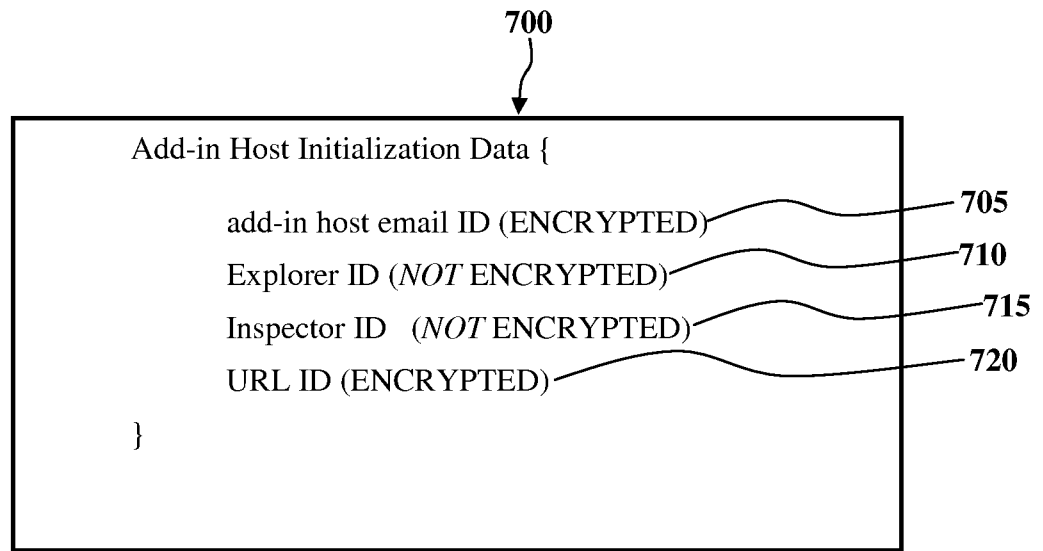 700
Add-in Host Initialization Data {
add-in host email ID (ENCRYPTED) 705
Explorer ID (NOT ENCRYPTED) 710
Inspector ID (NOT ENCRYPTED) 715
URL ID (ENCRYPTED) 720
}